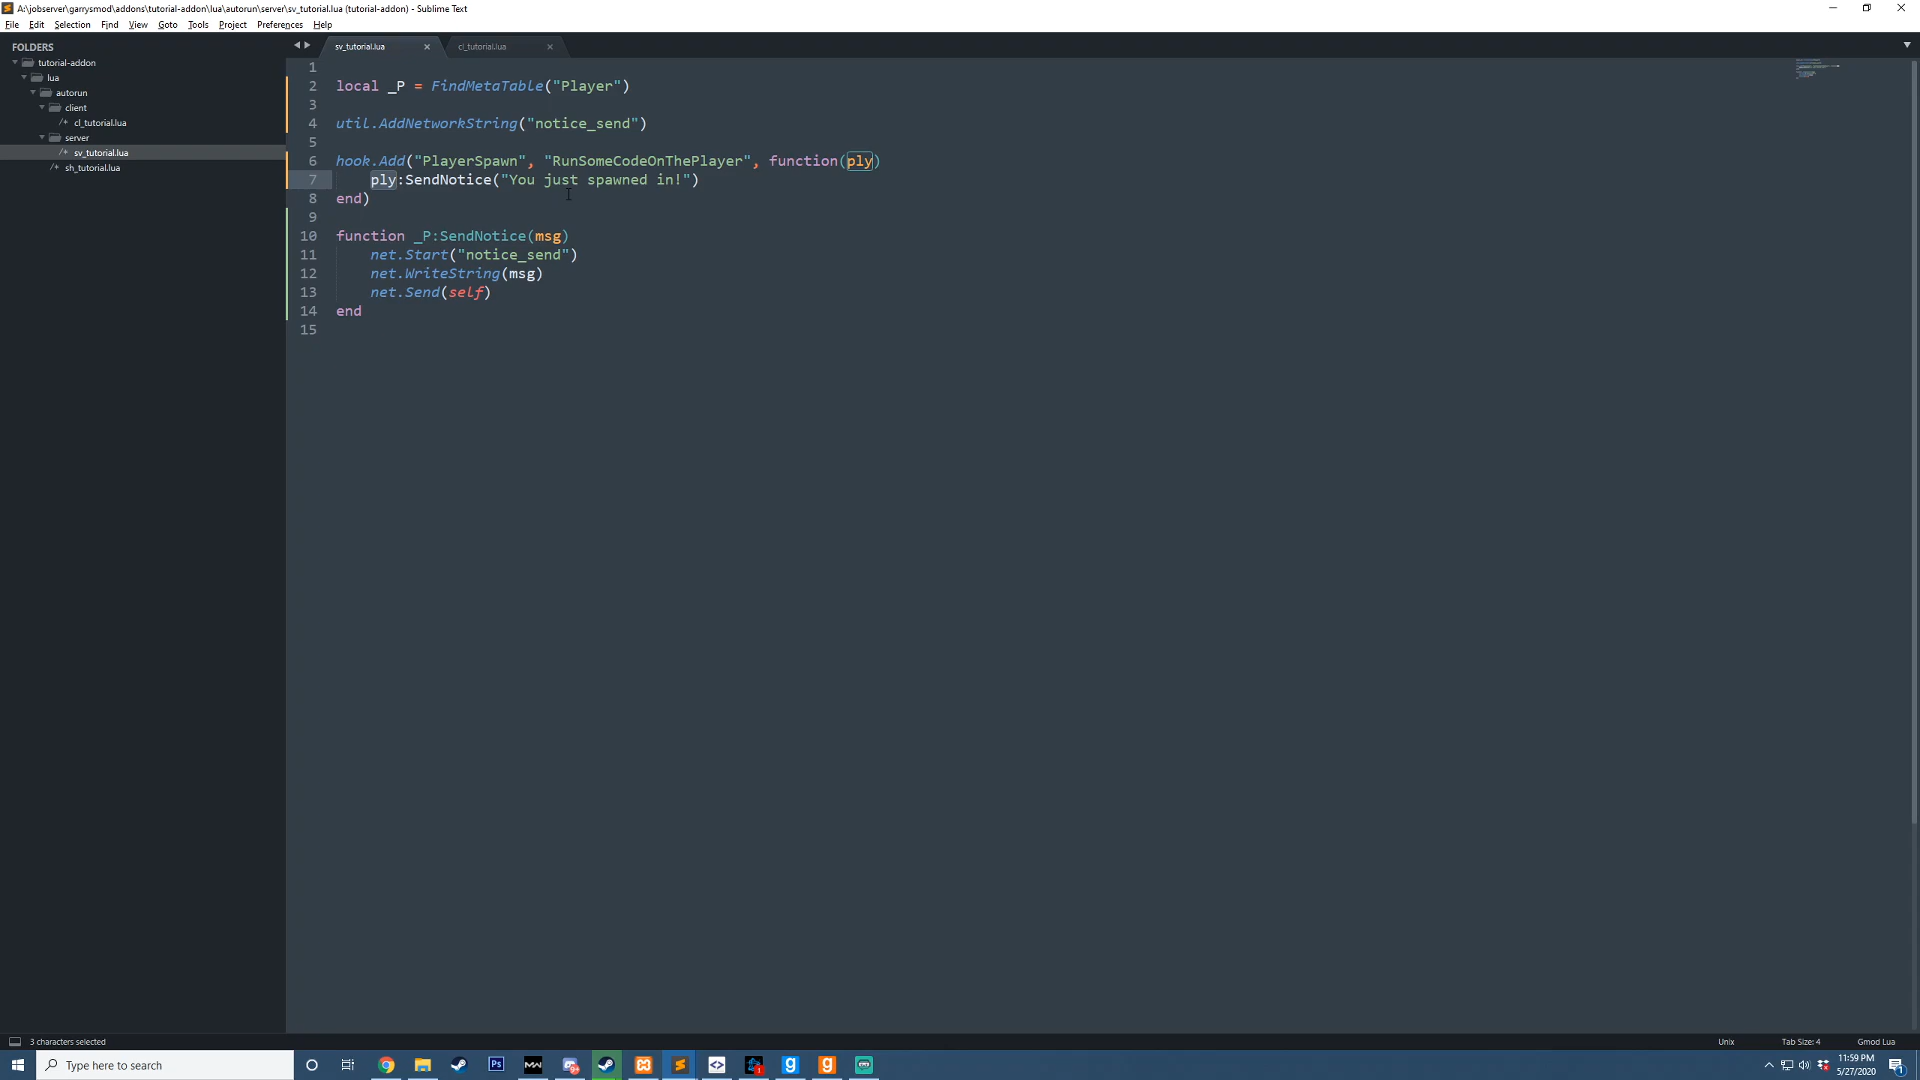 A:\jobserver\garrysmod\addons\tutorial-addon\lua\autorun\server\sv_tutorial.lua (tutorial-addon) - Sublime Text
File Edit Selection Find View Goto Tools Project Preferences Help
FOLDERS
tutorial-addon
lua
autorun
client
/* cl_tutorial.lua
server
/* sv_tutorial.lua
/* sh_tutorial.lua
sv_tutorial.lua × cl_tutorial.lua ×
1
2 local _P = FindMetaTable("Player")
3
4 util.AddNetworkString("notice_send")
5
6 hook.Add("PlayerSpawn", "RunSomeCodeOnThePlayer", function(ply)
7 ply:SendNotice("You just spawned in!")
8 end)
9
10 function _P:SendNotice(msg)
11 net.Start("notice_send")
12 net.WriteString(msg)
13 net.Send(self)
14 end
15
3 characters selected Unix Tab Size: 4 Gmod Lua
Type here to search
Ps
MW
1
g
g
11:59 PM
5/27/2020
1